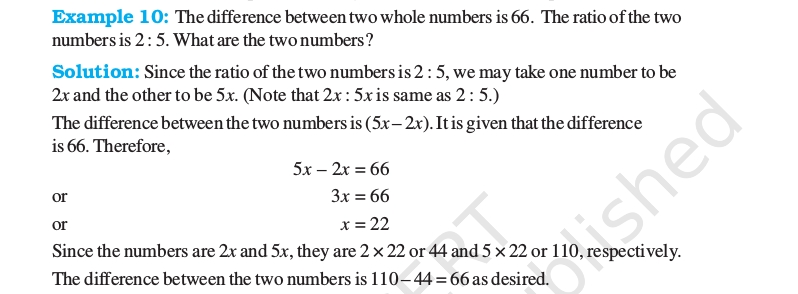 Example 10: The difference between two whole numbers is 66. The ratio of the two
numbers is 2 : 5. What are the two numbers?
Solution: Since the ratio of the two numbers is 2 : 5, we may take one number to be
2x and the other to be 5x. (Note that 2x : 5x is same as 2 : 5.)
The difference between the two numbers is (5x – 2x). It is given that the difference
is 66. Therefore,
5x – 2x = 66
or 3x = 66
or x = 22
Since the numbers are 2x and 5x, they are 2 × 22 or 44 and 5 × 22 or 110, respectively.
The difference between the two numbers is 110 – 44 = 66 as desired.